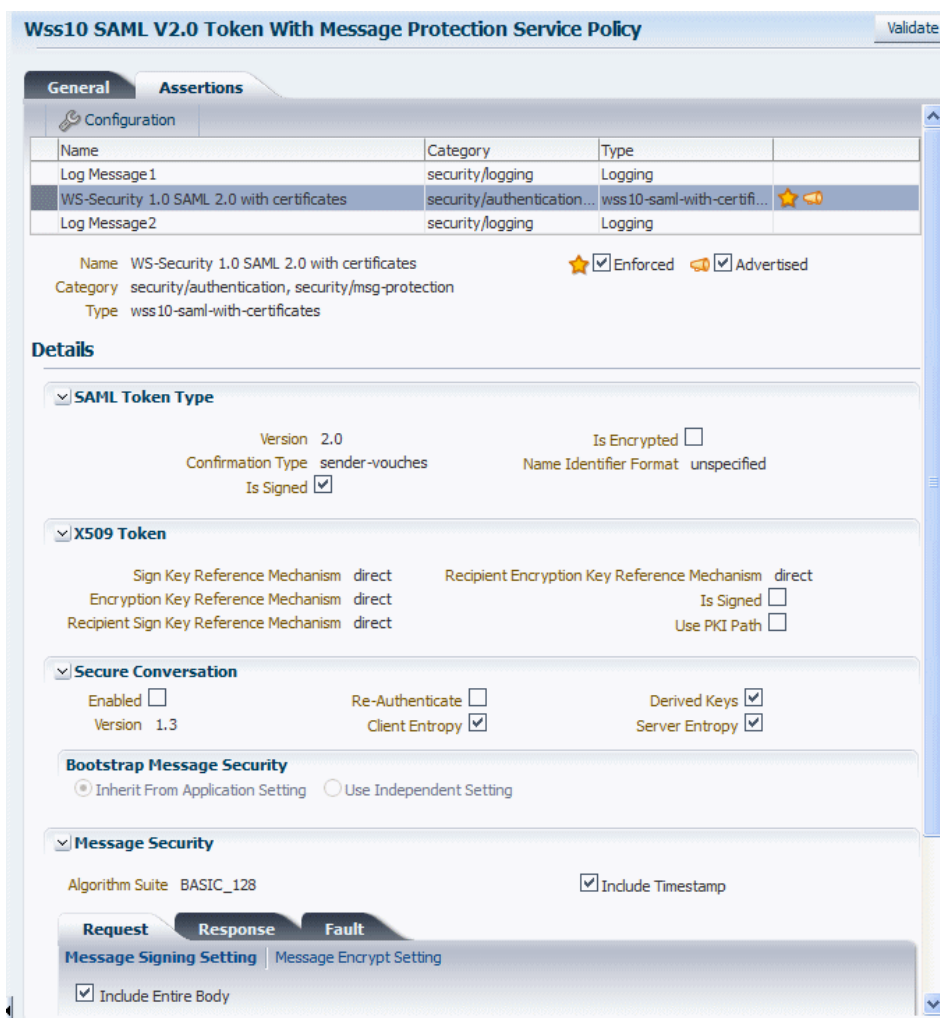 Wss10 SAML V2.0 Token With Message Protection Service Policy Validate
General Assertions
Configuration
Name Category Type
Log Message1 security/logging Logging
WS-Security 1.0 SAML 2.0 with certificates security/authentication... wss10-saml-with-certifi...
Log Message2 security/logging Logging
Name WS-Security 1.0 SAML 2.0 with certificates Enforced Advertised
Category security/authentication, security/msg-protection
Type wss10-saml-with-certificates
Details
SAML Token Type
Version 2.0 Is Encrypted
Confirmation Type sender-vouches Name Identifier Format unspecified
Is Signed
X509 Token
Sign Key Reference Mechanism direct Recipient Encryption Key Reference Mechanism direct
Encryption Key Reference Mechanism direct Is Signed
Recipient Sign Key Reference Mechanism direct Use PKI Path
Secure Conversation
Enabled Re-Authenticate Derived Keys
Version 1.3 Client Entropy Server Entropy
Bootstrap Message Security
Inherit From Application Setting Use Independent Setting
Message Security
Algorithm Suite BASIC_128 Include Timestamp
Request Response Fault
Message Signing Setting Message Encrypt Setting
Include Entire Body